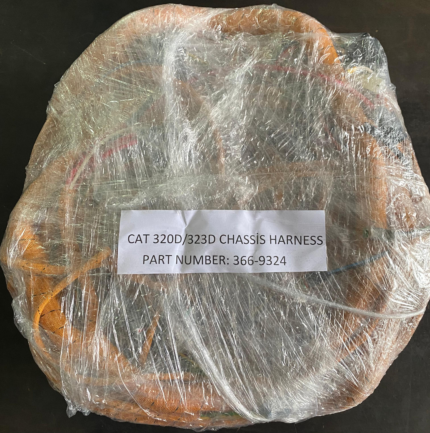 CAT 320D/323D CHASSİS HARNESS
PART NUMBER: 366-9324